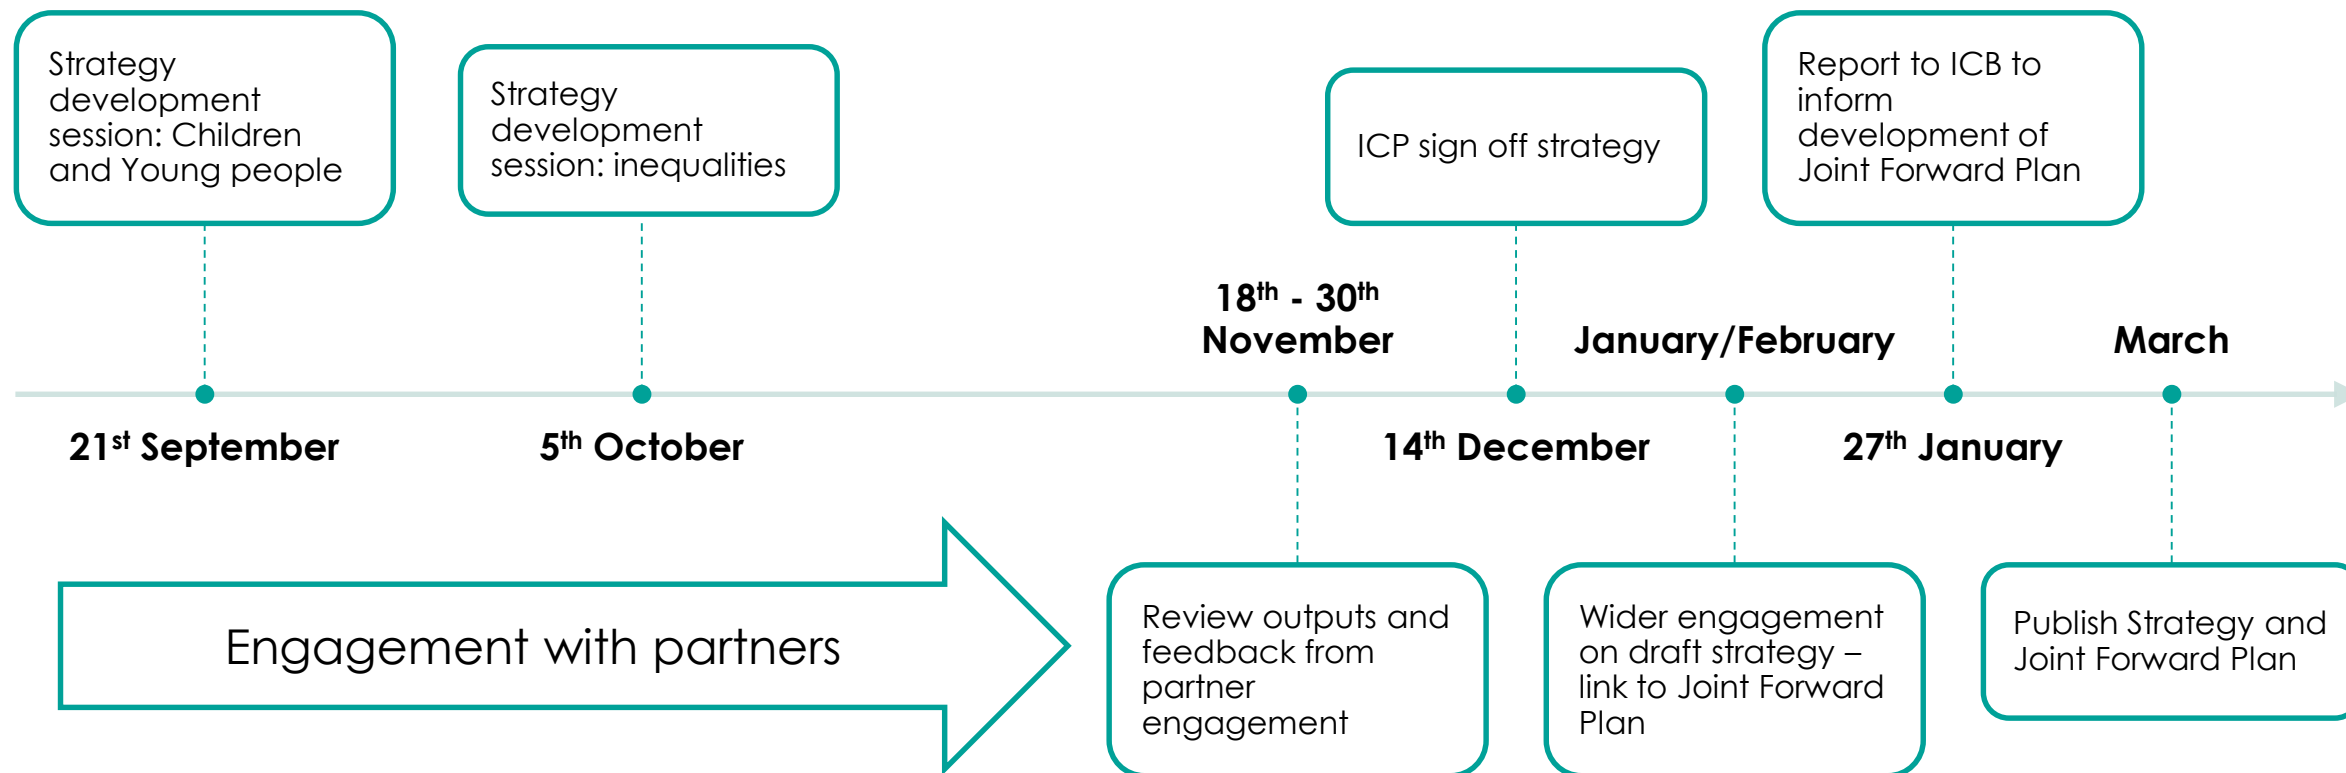 Strategy
development
session: Children
and Young people
Strategy
development
session: inequalities
ICP sign off strategy
Report to ICB to
inform
development of
Joint Forward Plan
18th - 30th
November
January/February
March
21st September
5th October
14th December
27th January
Engagement with partners
Review outputs and
feedback from
partner
engagement
Wider engagement
on draft strategy –
link to Joint Forward
Plan
Publish Strategy and
Joint Forward Plan